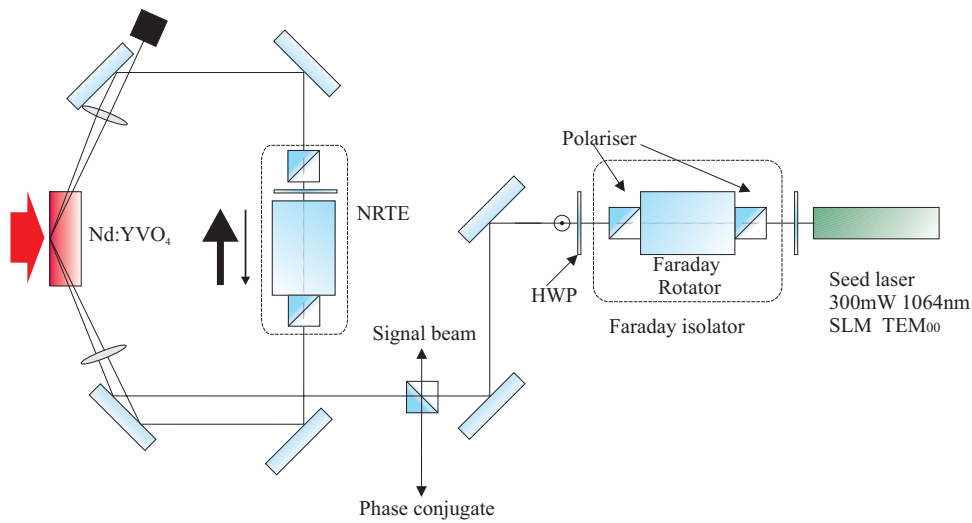 Polariser
NRTE
Nd:YVO₄
HWP
Faraday
Rotator
Faraday isolator
Seed laser
300mW 1064nm
SLM TEM₀₀
Signal beam
Phase conjugate